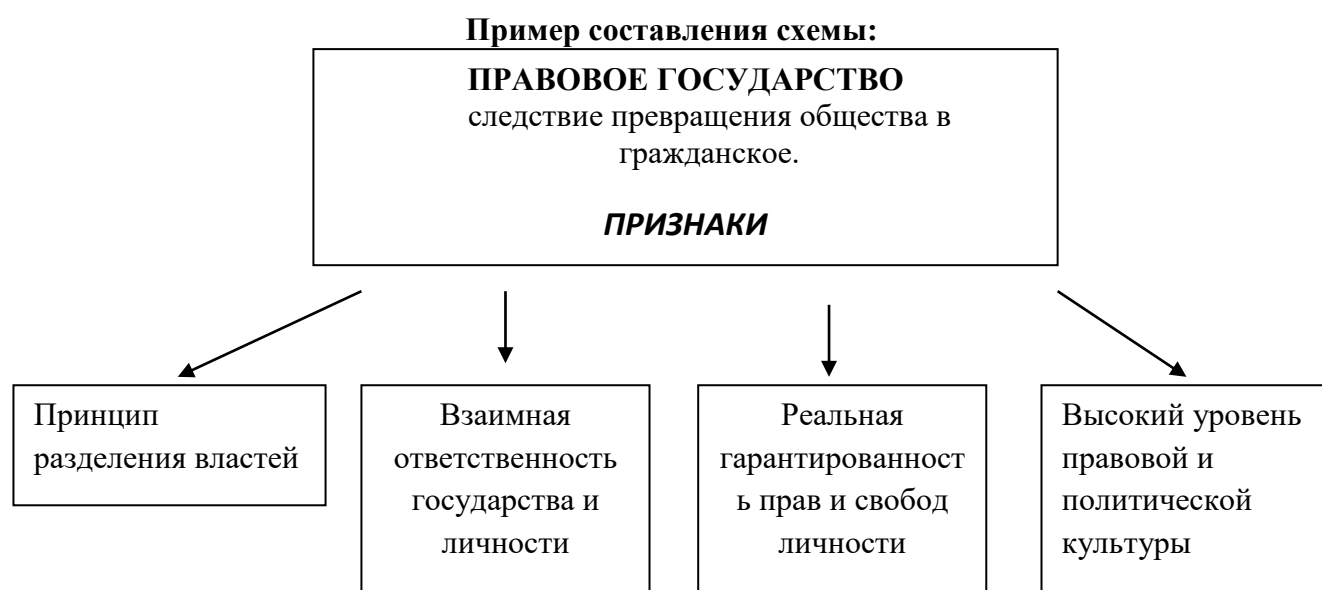 Пример составления схемы:
ПРАВОВОЕ ГОСУДАРСТВО
следствие превращения общества в
гражданское.
ПРИЗНАКИ
Принцип
разделения властей
Взаимная
ответственность
государства и
личности
Реальная
гарантированност
ь прав и свобод
личности
Высокий уровень
правовой и
политической
культуры